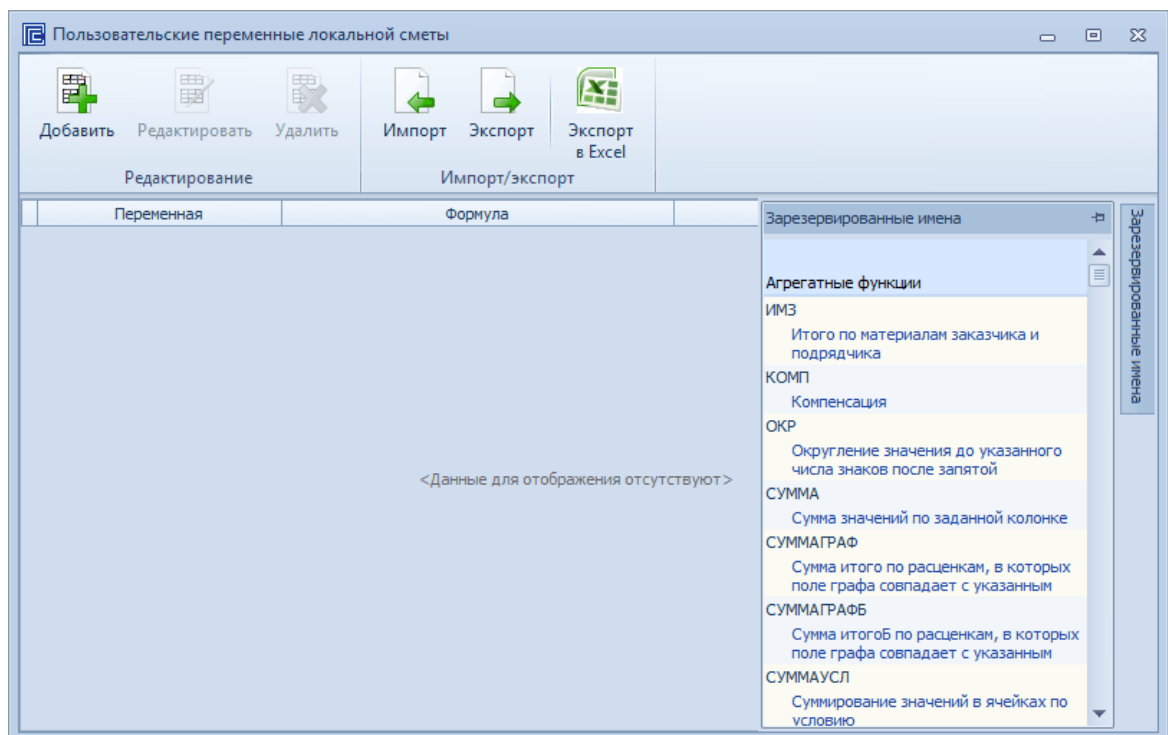 Пользовательские переменные локальной сметы
Добавить Редактировать Удалить Импорт Экспорт Экспорт
в Excel
Редактирование Импорт/экспорт
Переменная Формула
<Данные для отображения отсутствуют>
Зарезервированные имена
Агрегатные функции
ИМЗ
Итого по материалам заказчика и
подрядчика
КОМП
Компенсация
ОКР
Округление значения до указанного
числа знаков после запятой
СУММА
Сумма значений по заданной колонке
СУММАГРАФ
Сумма итого по расценкам, в которых
поле графа совпадает с указанным
СУММАГРАФБ
Сумма итогоБ по расценкам, в которых
поле графа совпадает с указанным
СУММАУСЛ
Суммирование значений в ячейках по
условию
Зарезервированные имена